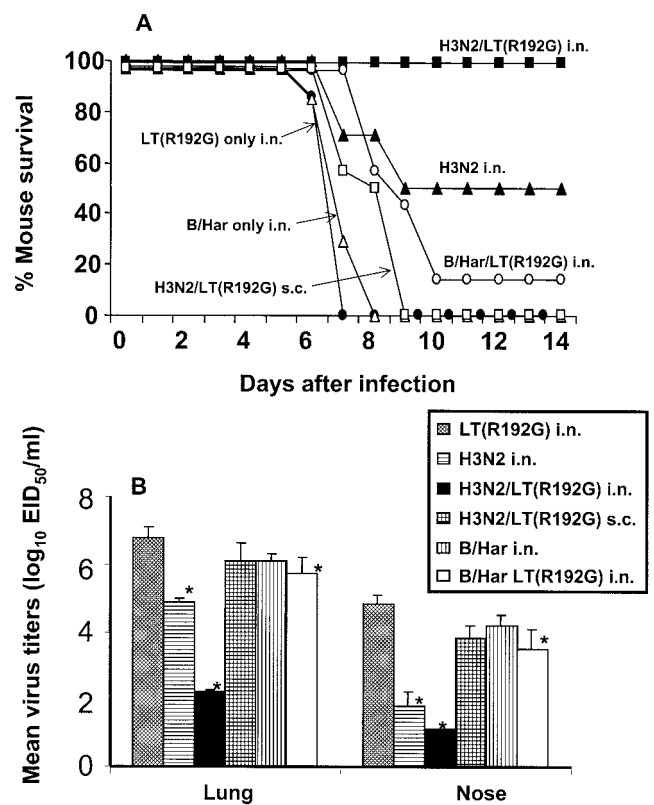 A
H3N2/LT(R192G) i.n.
100
80
60
40
20
0
% Mouse survival
LT(R192G) only i.n.
H3N2 i.n.
B/Har only i.n.
B/Har/LT(R192G) i.n.
H3N2/LT(R192G) s.c.
0 2 4 6 8 10 12 14
Days after infection
LT(R192G) i.n.
H3N2 i.n.
H3N2/LT(R192G) i.n.
H3N2/LT(R192G) s.c.
B/Har i.n.
B/Har LT(R192G) i.n.
B
8
6
4
2
0
Mean virus titers (log10 EID50/ml)
* * * * * *
Lung Nose